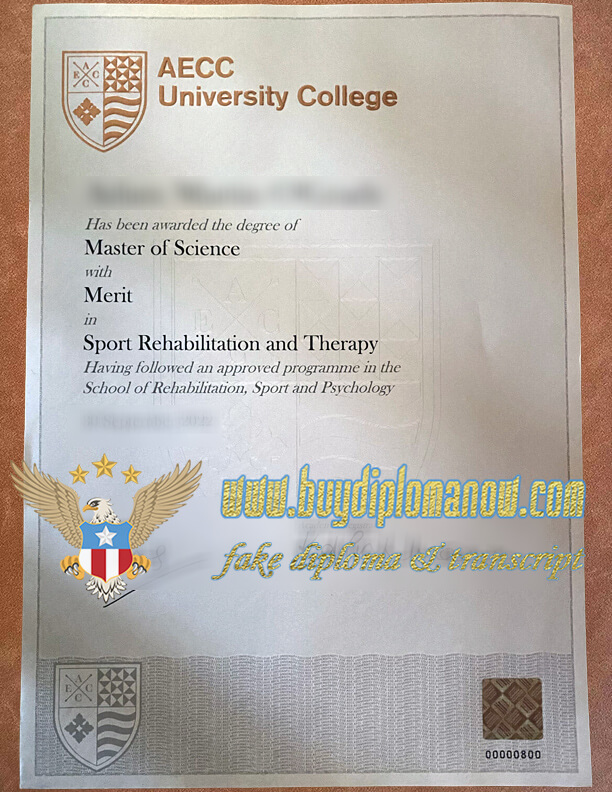 AECC
University College
Has been awarded the degree of
Master of Science
with
Merit
in
Sport Rehabilitation and Therapy
Having followed an approved programme in the
School of Rehabilitation, Sport and Psychology
www.buydiplomanow.com
fake diploma & transcript
A
E C
C
00000800